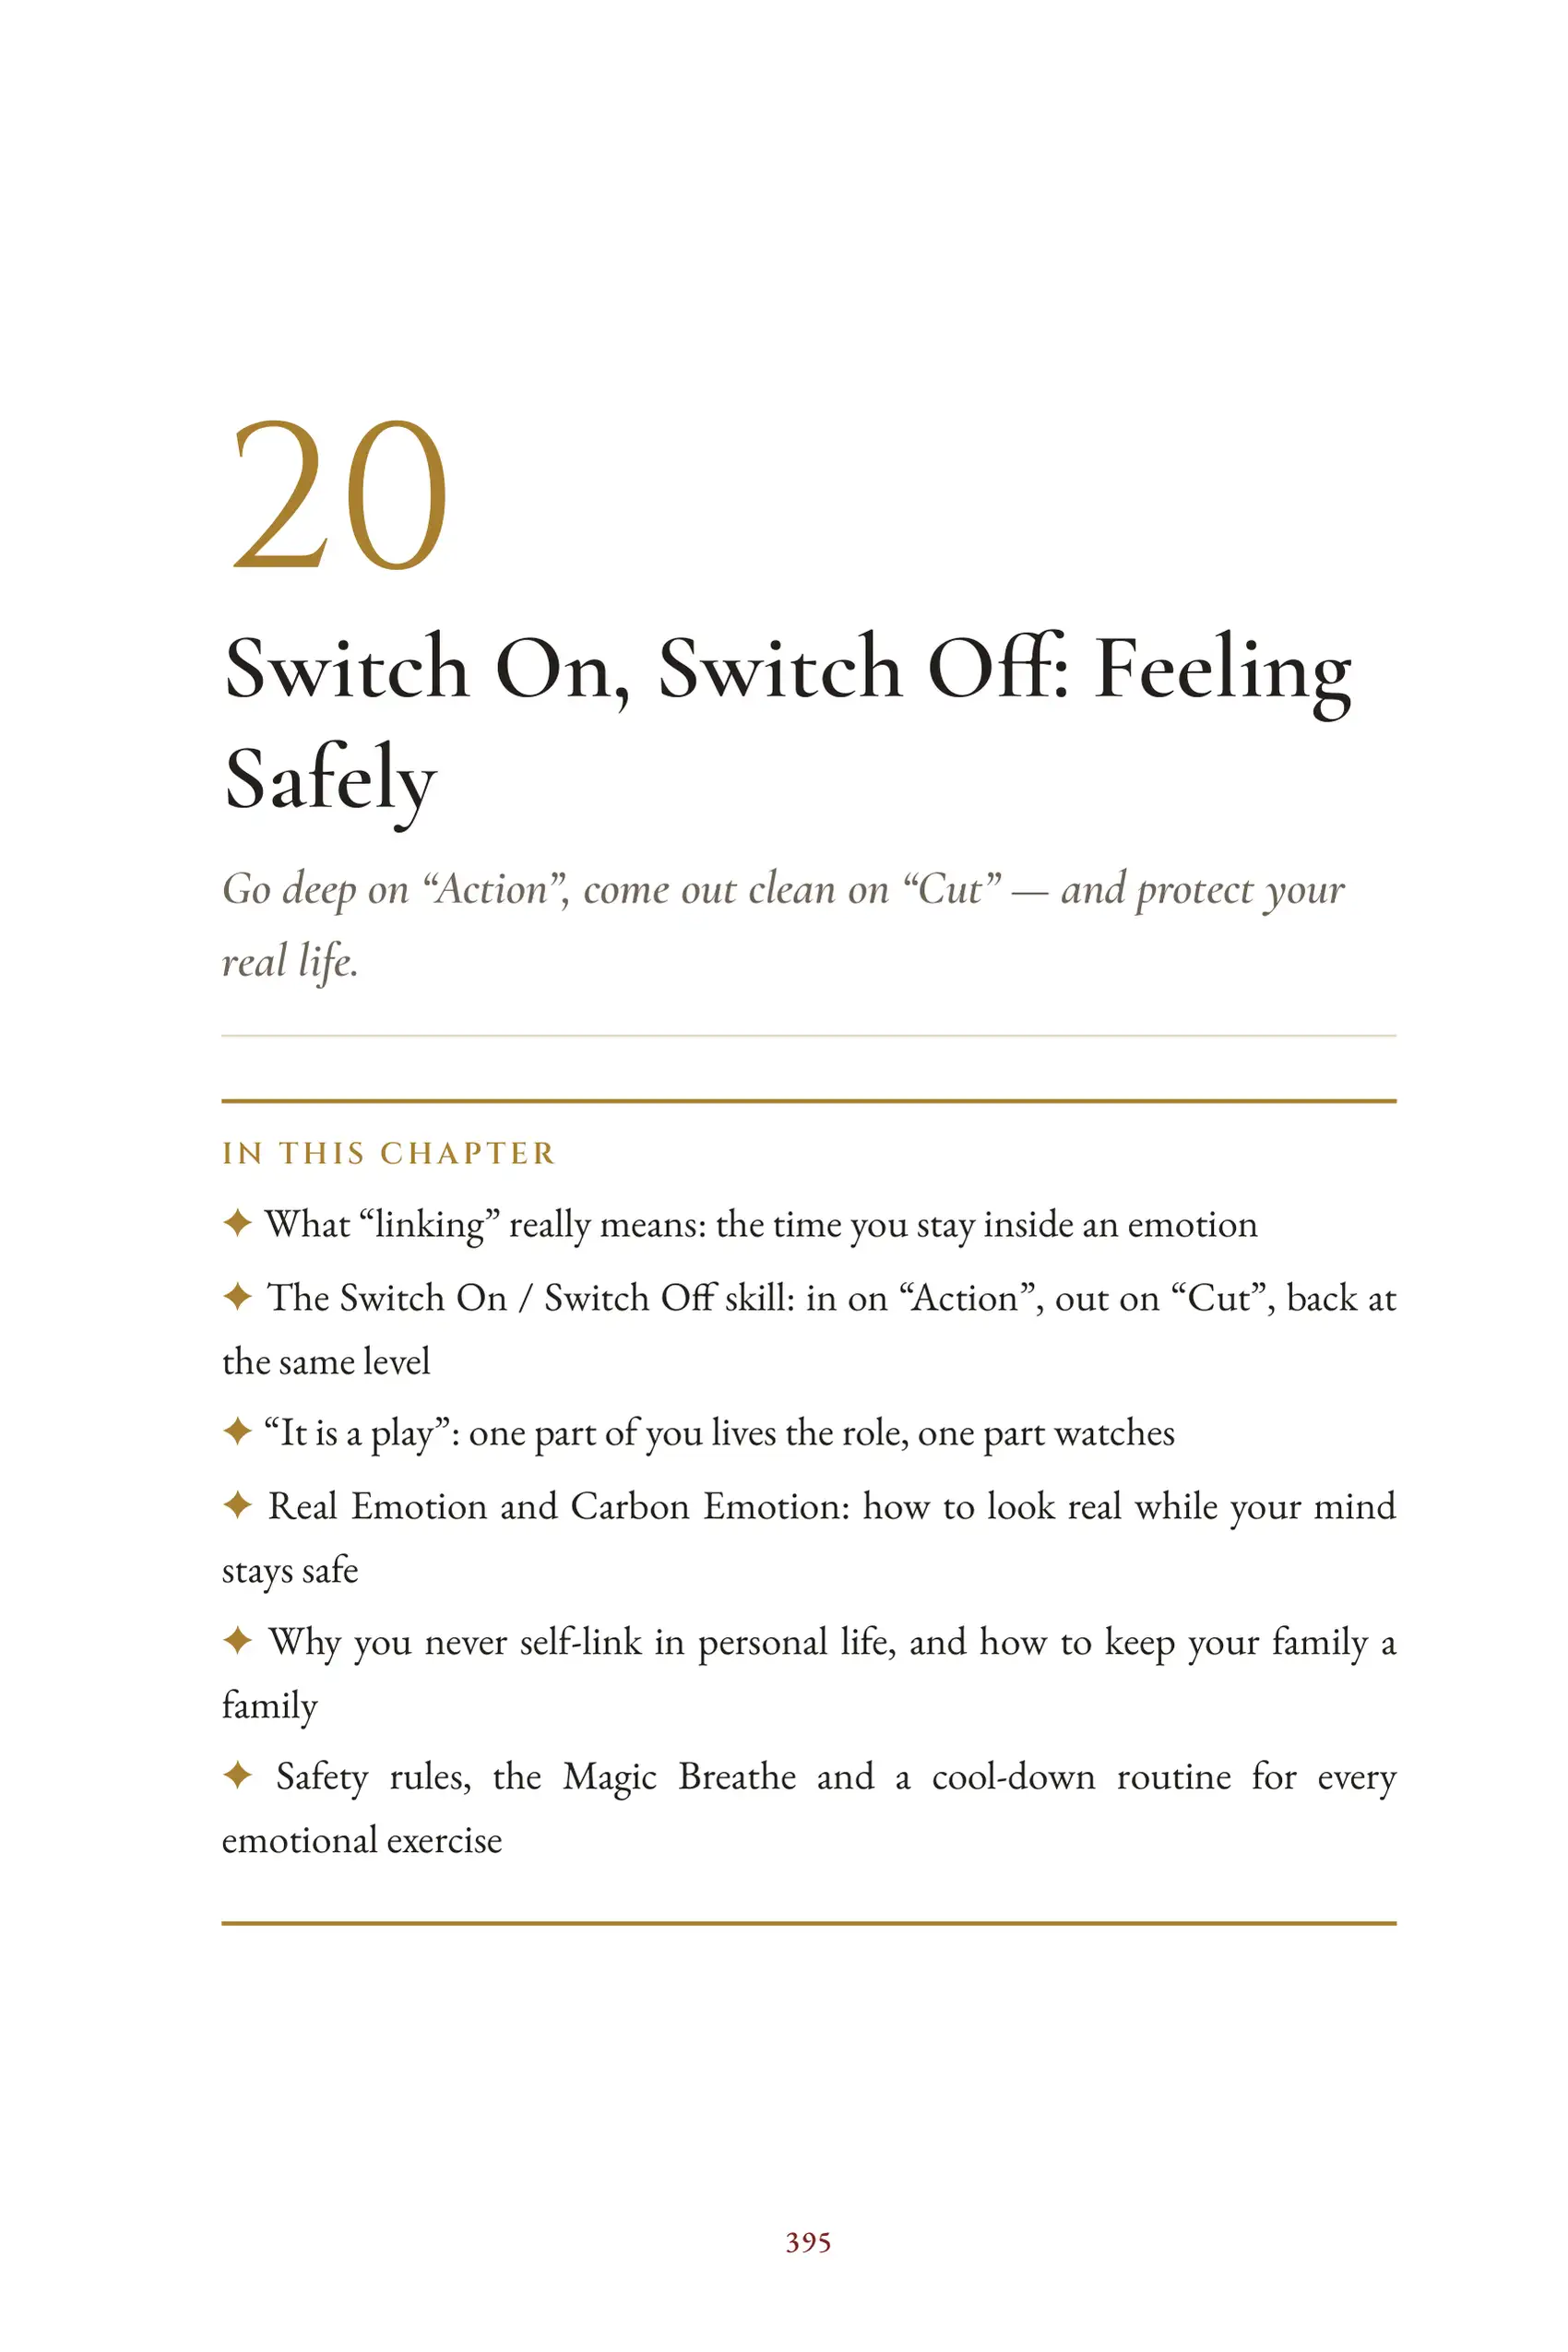 20
Switch On, Switch Off: Feeling
Safely
Go deep on “Action”, come out clean on “Cut” — and protect your
real life.
IN THIS CHAPTER
✦ What “linking” really means: the time you stay inside an emotion
✦ The Switch On / Switch Off skill: in on “Action”, out on “Cut”, back at
the same level
✦ “It is a play”: one part of you lives the role, one part watches
✦ Real Emotion and Carbon Emotion: how to look real while your mind
stays safe
✦ Why you never self-link in personal life, and how to keep your family a
family
✦ Safety rules, the Magic Breathe and a cool-down routine for every
emotional exercise
395